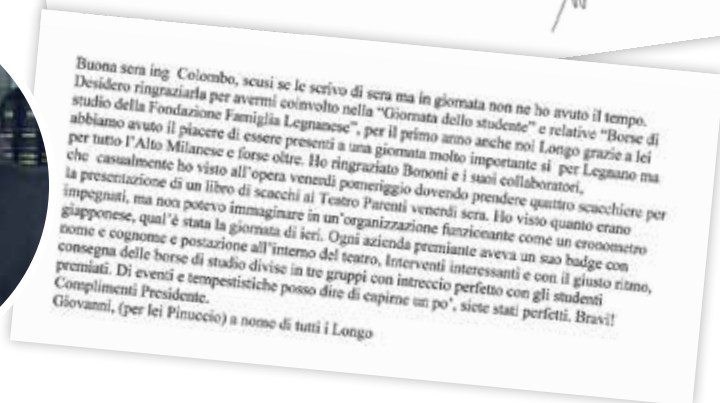 Buona sera ing Colombo, scusi se le scrivo di sera ma in giornata non ne ho avuto il tempo.
Desidero ringraziarla per avermi coinvolto nella "Giornata dello studente" e relative "Borse di
studio della Fondazione Famiglia Legnanese", per il primo anno anche noi Longo grazie a lei
abbiamo avuto il piacere di essere presenti a una giornata molto importante si per Legnano ma
per tutto l'Alto Milanese e forse oltre. Ho ringraziato Bononi e i suoi collaboratori,
che casualmente ho visto all'opera venerdi pomeriggio dovendo prendere quattro scacchiere per
la presentazione di un libro di scacchi al Teatro Parenti venerdi sera. Ho visto quanto erano
impegnati, ma non potevo immaginare in un'organizzazione funzionante come un cronometro
giapponese, qual'è stata la giornata di ieri. Ogni azienda premiante aveva un suo badge con
nome e cognome e postazione all'interno del teatro, Interventi interessanti e con il giusto ritmo,
consegna delle borse di studio divise in tre gruppi con intreccio perfetto con gli studenti
premiati. Di eventi e tempestistiche posso dire di capirne un po', siete stati perfetti. Bravi!
Complimenti Presidente.
Giovanni, (per lei Pinuccio) a nome di tutti i Longo